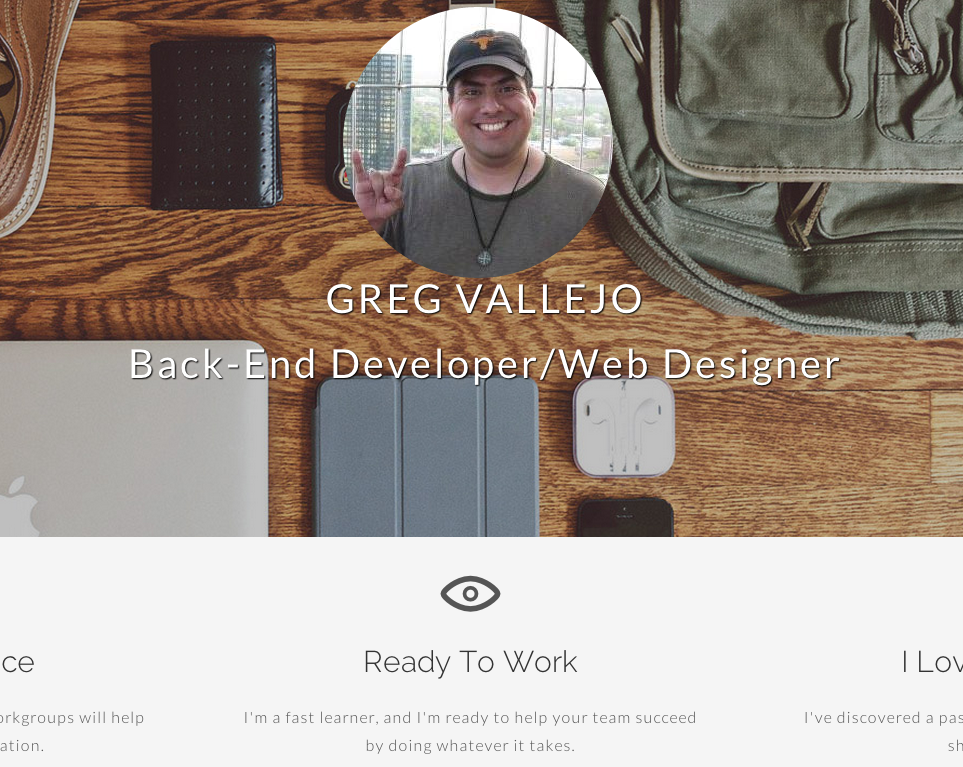 GREG VALLEJO
Back-End Developer/Web Designer
ce
Ready To Work
I Lov
orkgroups will help
I'm a fast learner, and I'm ready to help your team succeed
I've discovered a pas
ation.
by doing whatever it takes.
sh